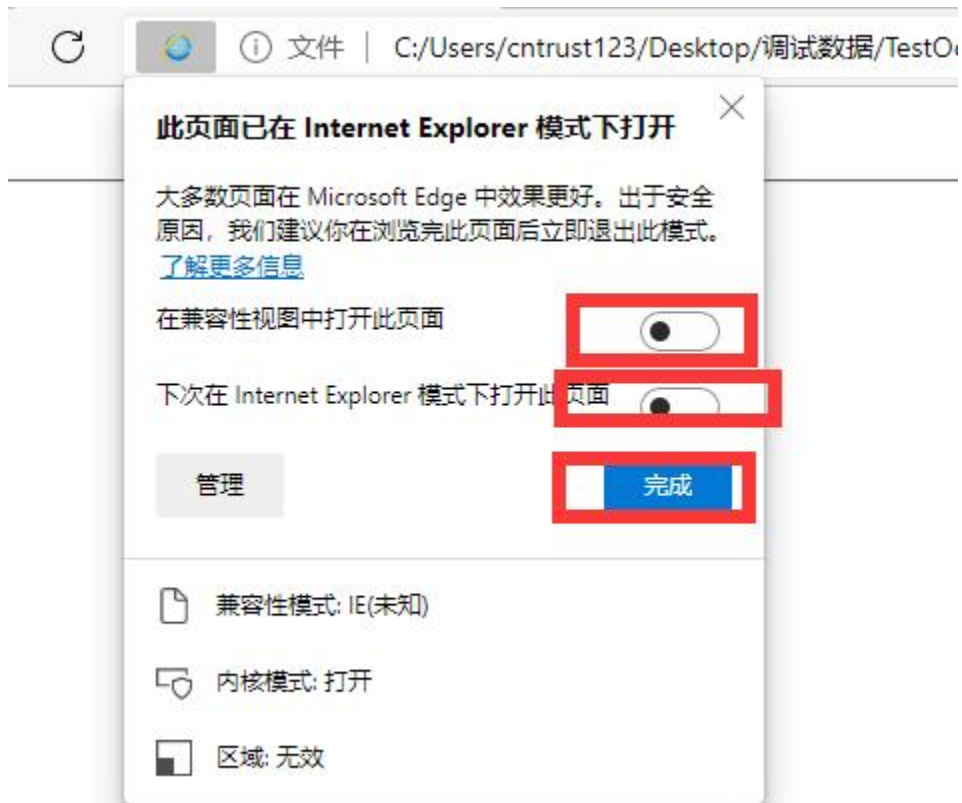 文件 | C:/Users/cntrust123/Desktop/调试数据/TestO
此页面已在 Internet Explorer 模式下打开
大多数页面在 Microsoft Edge 中效果更好。出于安全
原因，我们建议你在浏览完此页面后立即退出此模式。
了解更多信息
在兼容性视图中打开此页面
下次在 Internet Explorer 模式下打开此页面
管理
完成
兼容性模式: IE(未知)
内核模式: 打开
区域: 无效